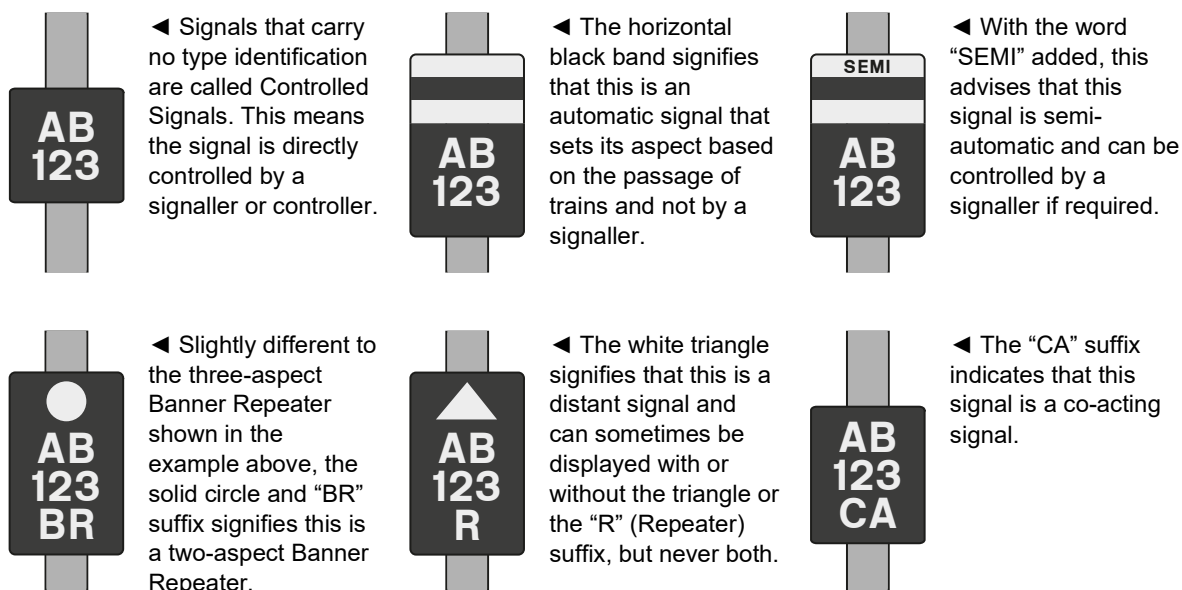 AB
123
◄ Signals that carry
no type identification
are called Controlled
Signals. This means
the signal is directly
controlled by a
signaller or controller.
AB
123
◄ The horizontal
black band signifies
that this is an
automatic signal that
sets its aspect based
on the passage of
trains and not by a
signaller.
SEMI
AB
123
◄ With the word
“SEMI” added, this
advises that this
signal is semi-
automatic and can be
controlled by a
signaller if required.
AB
123
BR
◄ Slightly different to
the three-aspect
Banner Repeater
shown in the
example above, the
solid circle and “BR”
suffix signifies this is
a two-aspect Banner
Repeater.
AB
123
R
◄ The white triangle
signifies that this is a
distant signal and
can sometimes be
displayed with or
without the triangle or
the “R” (Repeater)
suffix, but never both.
AB
123
CA
◄ The “CA” suffix
indicates that this
signal is a co-acting
signal.